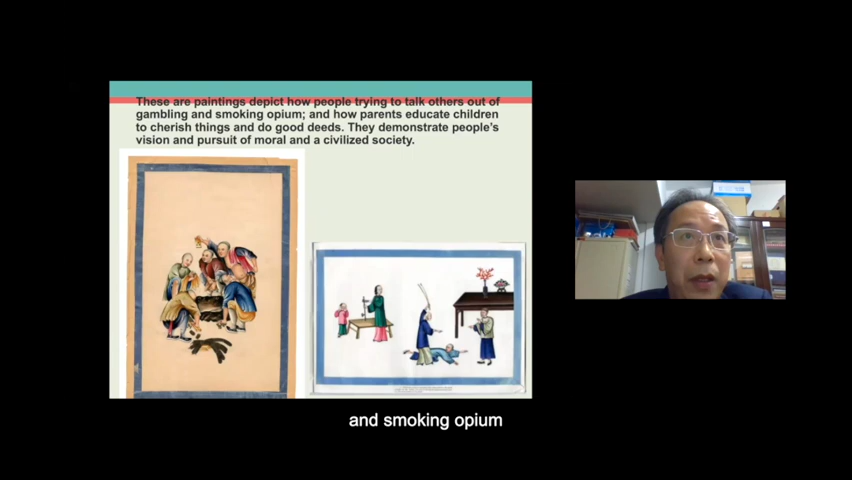 These are paintings depict how people trying to talk others out of
gambling and smoking opium; and how parents educate children
to cherish things and do good deeds. They demonstrate people's
vision and pursuit of moral and a civilized society.
and smoking opium